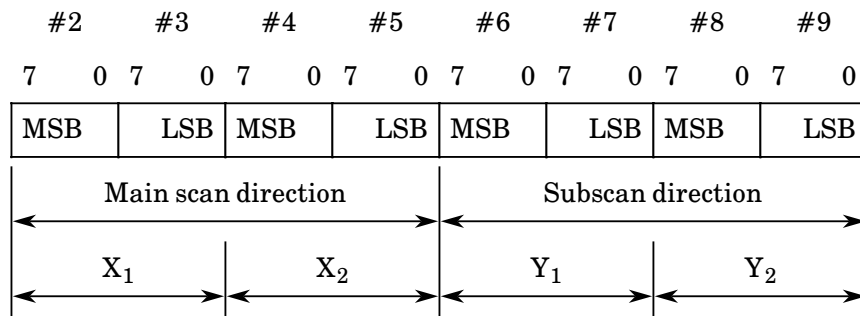 #2 #3 #4 #5 #6 #7 #8 #9
7 0 7 0 7 0 7 0 7 0 7 0 7 0 7 0
MSB LSB MSB LSB MSB LSB MSB LSB
Main scan direction Subscan direction
X1 X2 Y1 Y2